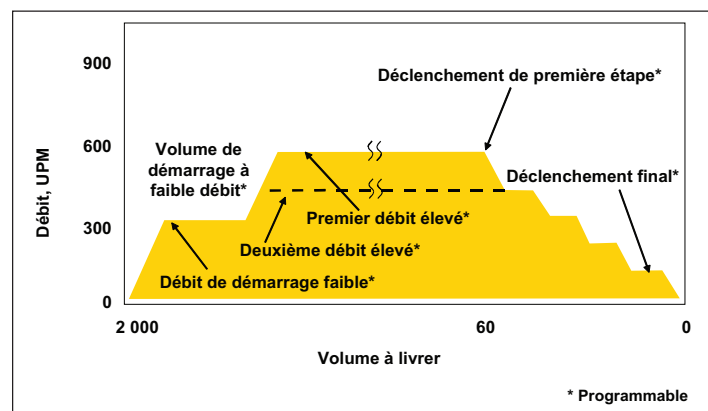 900
600
300
0
Débit, UPM
Déclenchement de première étape*
Volume de
démarrage à
faible débit*
Déclenchement final*
Premier débit élevé*
Deuxième débit élevé*
Débit de démarrage faible*
2 000
60
0
Volume à livrer
* Programmable